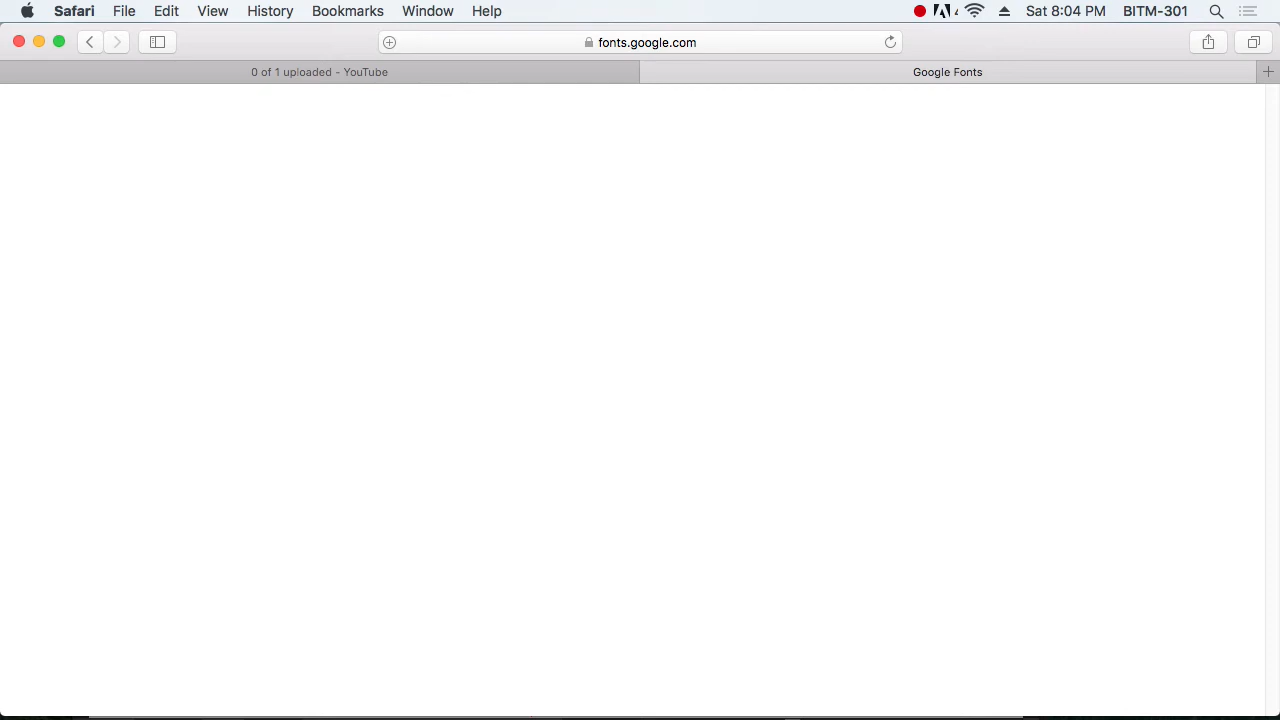 Safari File Edit View History Bookmarks Window Help 4 Sat 8:04 PM BITM-301
fonts.google.com
0 of 1 uploaded - YouTube
Google Fonts